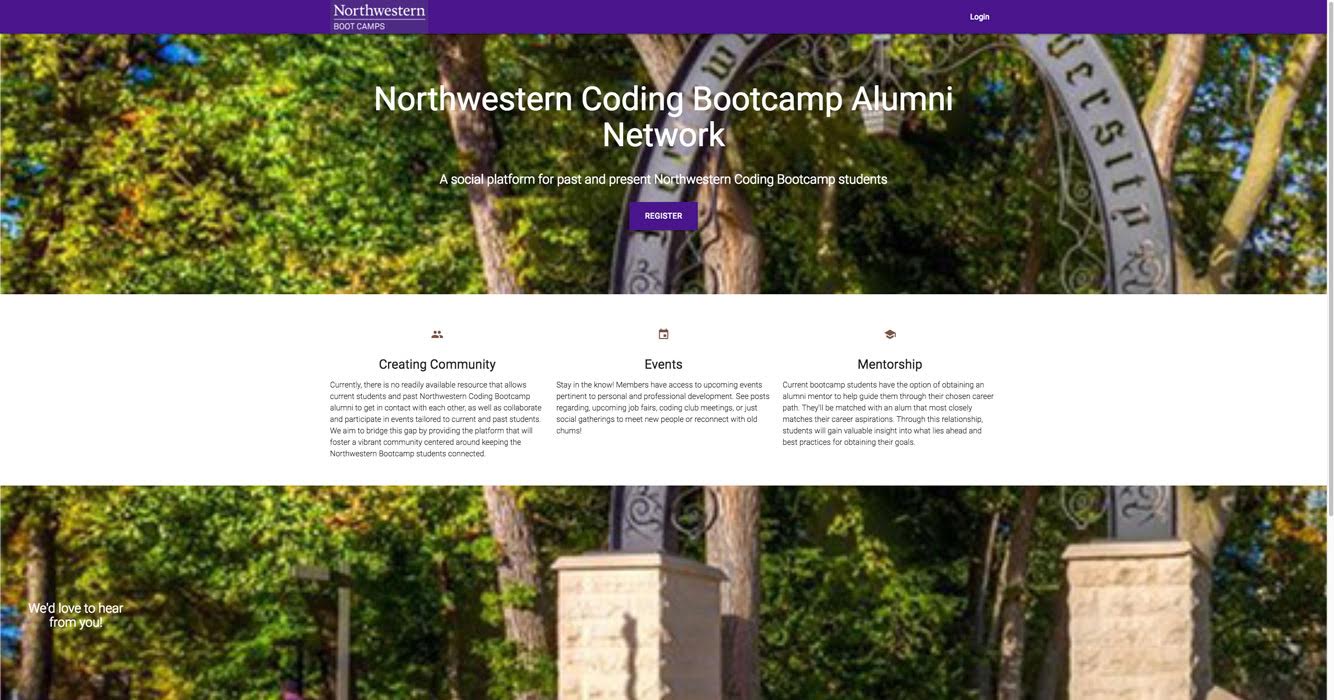 Northwestern
BOOT CAMPS
Login
Northwestern Coding Bootcamp Alumni
Network
A social platform for past and present Northwestern Coding Bootcamp students
REGISTER
Creating Community
Currently, there is no readily available resource that allows
current students and past Northwestern Coding Bootcamp
alumni to get in contact with each other, as well as collaborate
and participate in events tailored to current and past students.
We aim to bridge this gap by providing the platform that will
foster a vibrant community centered around keeping the
Northwestern Bootcamp students connected.
Events
Stay in the know! Members have access to upcoming events
pertinent to personal and professional development. See posts
regarding, upcoming job fairs, coding club meetings, or just
social gatherings to meet new people or reconnect with old
chums!
Mentorship
Current bootcamp students have the option of obtaining an
alumni mentor to help guide them through their chosen career
path. They'll be matched with an alum that most closely
matches their career aspirations. Through this relationship,
students will gain valuable insight into what lies ahead and
best practices for obtaining their goals.
We'd love to hear
from you!